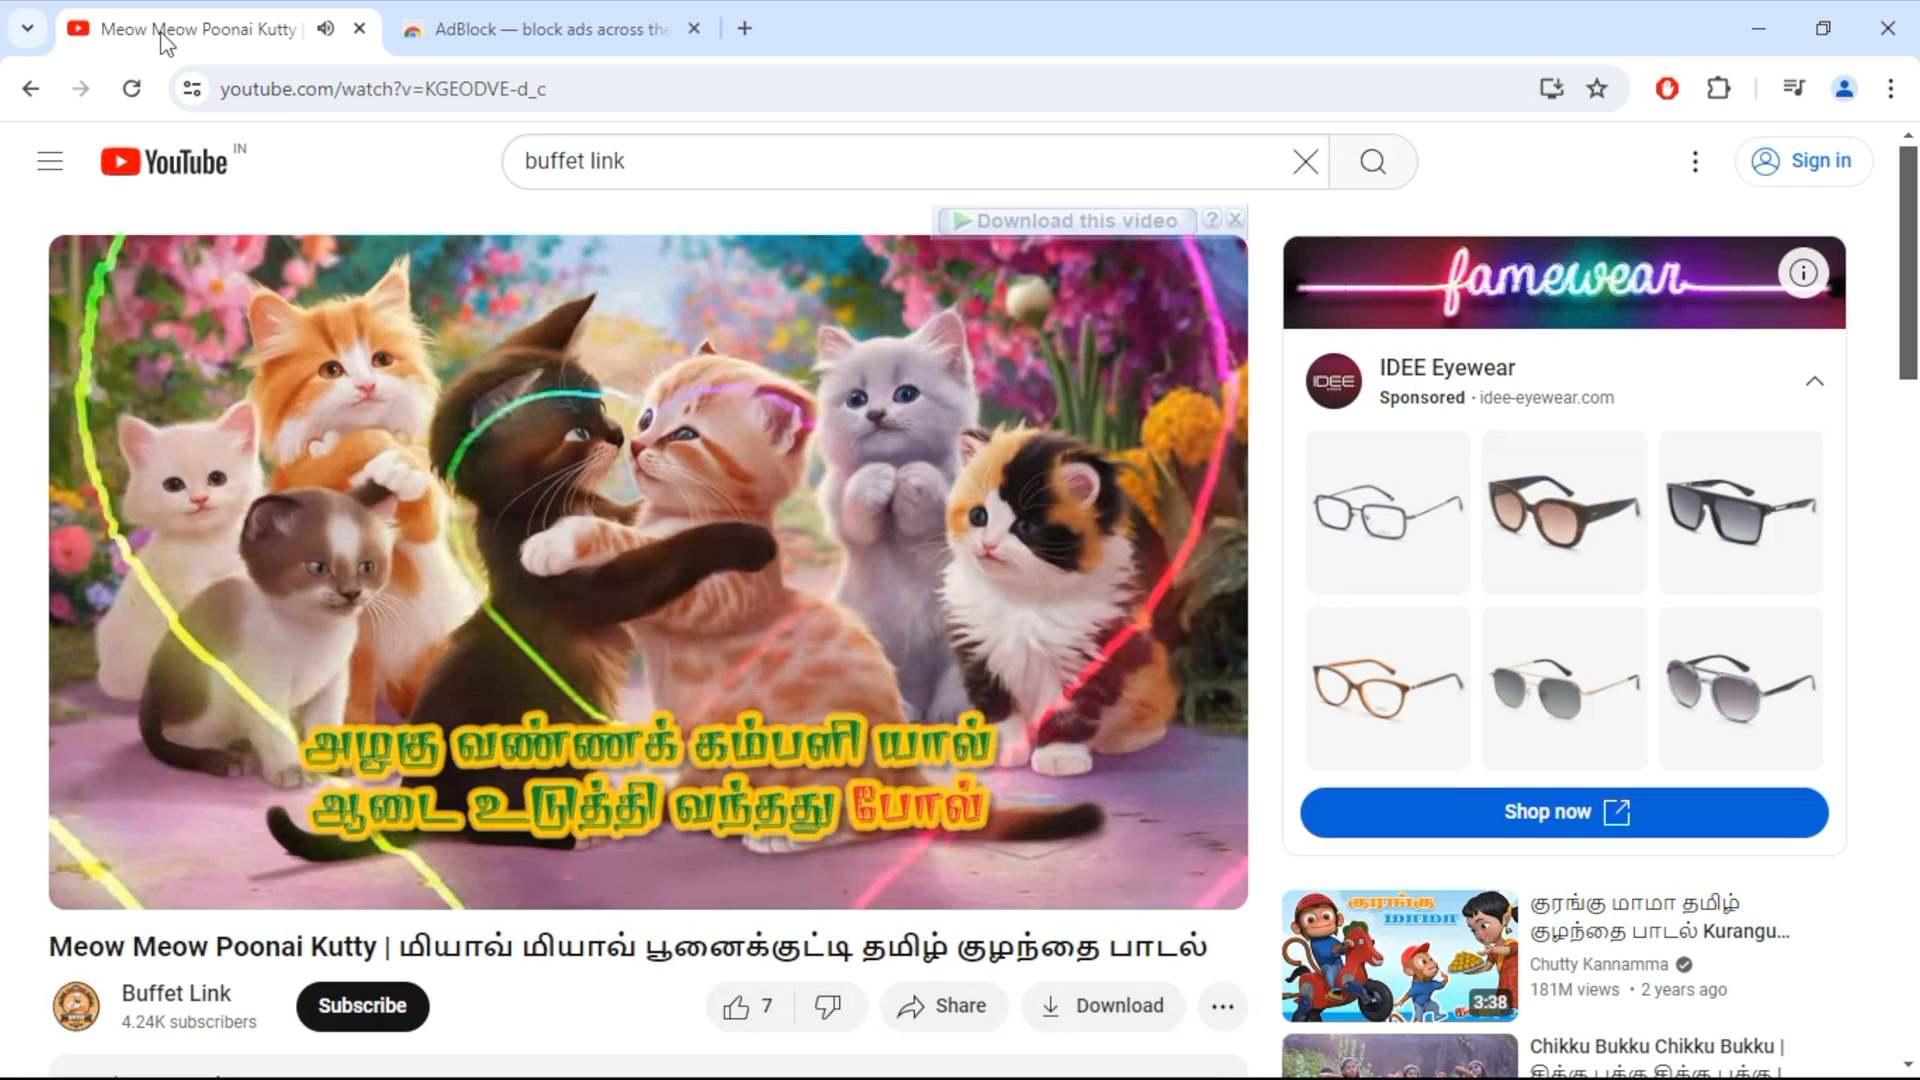 Meow Meow Poonai Kutty
AdBlock — block ads across the
youtube.com/watch?v=KGEODVE-d_c
YouTube IN
buffet link
Sign in
Download this video
famewear
அழகு வண்ணக் கம்பளி யால்
ஆடை உடுத்தி வந்தது போல்
IDEE
IDEE Eyewear
Sponsored · idee-eyewear.com
Shop now
Meow Meow Poonai Kutty | மியாவ் மியாவ் பூனைக்குட்டி தமிழ் குழந்தை பாடல்
Buffet Link
4.24K subscribers
Subscribe
7
Share
Download
குரங்கு
மாமா
3:38
குரங்கு மாமா தமிழ்
குழந்தை பாடல் Kurangu...
Chutty Kannamma
181M views • 2 years ago
Chikku Bukku Chikku Bukku |